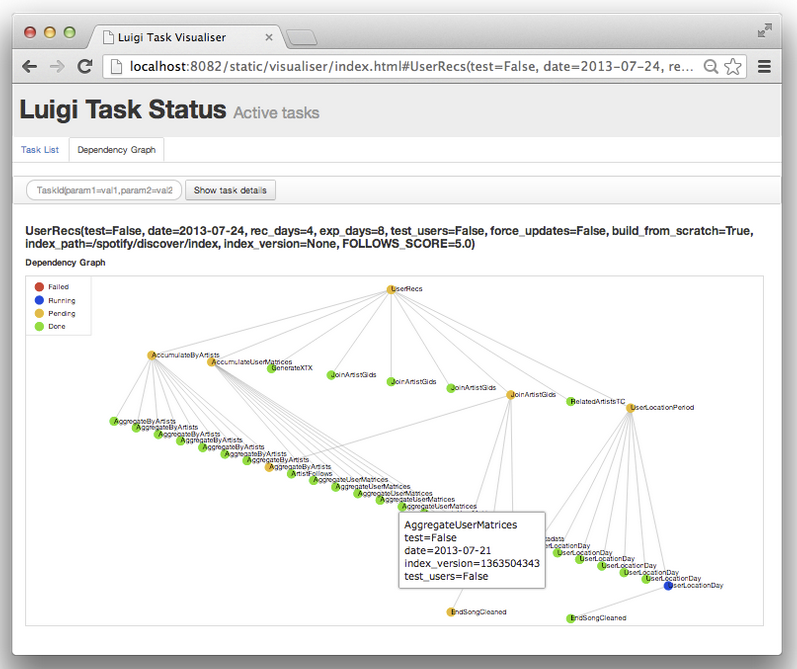 Luigi Task Visualiser
localhost:8082/static/visualiser/index.html#UserRecs(test=False, date=2013-07-24, re...
Luigi Task Status Active tasks
Task List
Dependency Graph
TaskId(param1=val1,param2=val2
Show task details
UserRecs(test=False, date=2013-07-24, rec_days=4, exp_days=8, test_users=False, force_updates=False, build_from_scratch=True,
index_path=/spotify/discover/index, index_version=None, FOLLOWS_SCORE=5.0)
Dependency Graph
Failed
Running
Pending
Done
UserRecs
AccumulateByArtists
AccumulateUserMatrices
GenerateXTX
JoinArtistGids
JoinArtistGids
JoinArtistGids
JoinArtistGids
RelatedArtistsTC
UserLocationPeriod
AggregateByArtists
AggregateByArtists
AggregateByArtists
AggregateByArtists
AggregateByArtists
AggregateByArtists
AggregateByArtists
AggregateByArtists
ArtistFollows
AggregateUserMatrices
AggregateUserMatrices
AggregateUserMatrices
AggregateUserMatrices
AggregateUserMatrices
AggregateUserMatrices
test=False
date=2013-07-21
index_version=1363504343
test_users=False
UserLocationDay
UserLocationDay
UserLocationDay
UserLocationDay
UserLocationDay
UserLocationDay
EndSongCleaned
EndSongCleaned